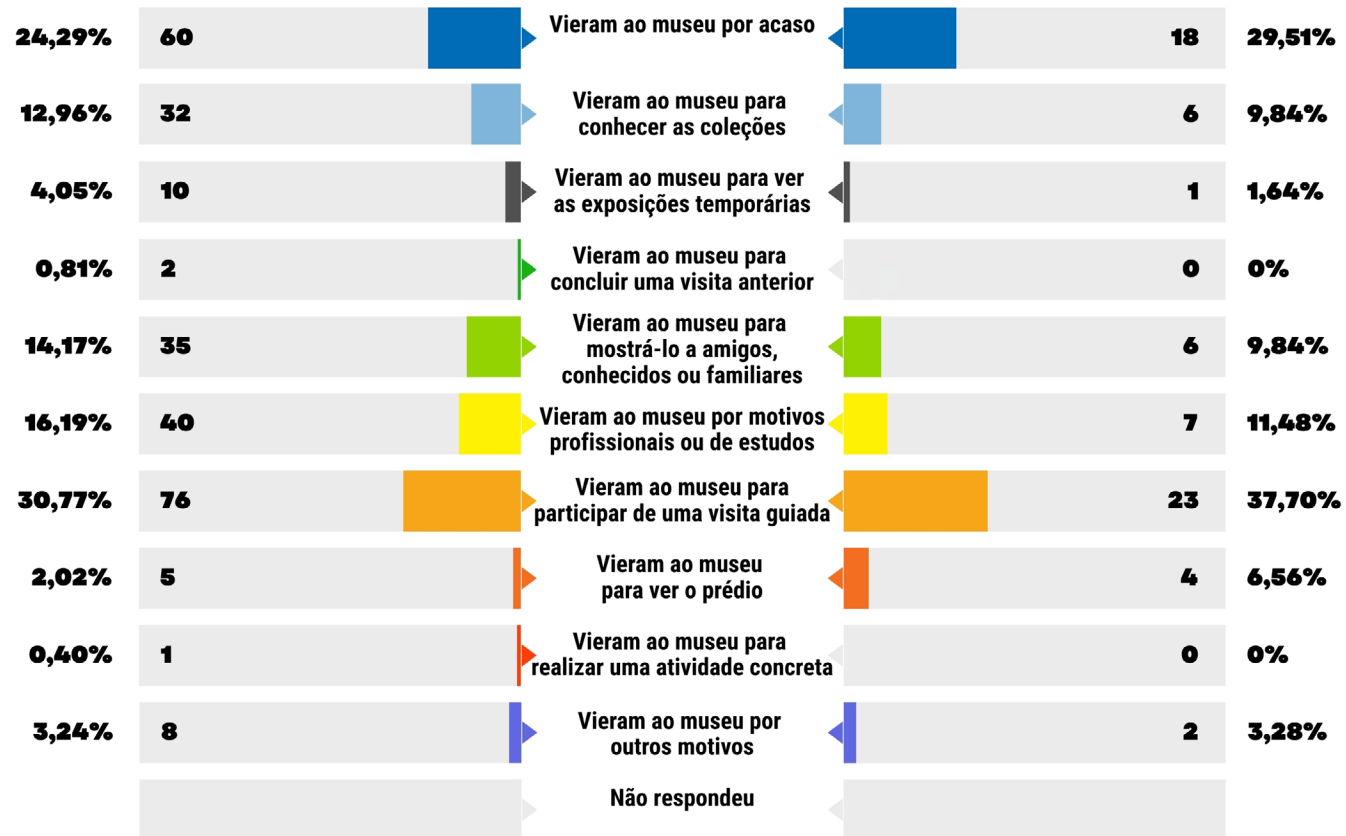 24,29% 60 Vieram ao museu por acaso 18 29,51%
12,96% 32 Vieram ao museu para
conhecer as coleções 6 9,84%
4,05% 10 Vieram ao museu para ver
as exposições temporárias 1 1,64%
0,81% 2 Vieram ao museu para
concluir uma visita anterior 0 0%
14,17% 35 Vieram ao museu para
mostrá-lo a amigos,
conhecidos ou familiares 6 9,84%
16,19% 40 Vieram ao museu por motivos
profissionais ou de estudos 7 11,48%
30,77% 76 Vieram ao museu para
participar de uma visita guiada 23 37,70%
2,02% 5 Vieram ao museu
para ver o prédio 4 6,56%
0,40% 1 Vieram ao museu para
realizar uma atividade concreta 0 0%
3,24% 8 Vieram ao museu por
outros motivos 2 3,28%
Não respondeu